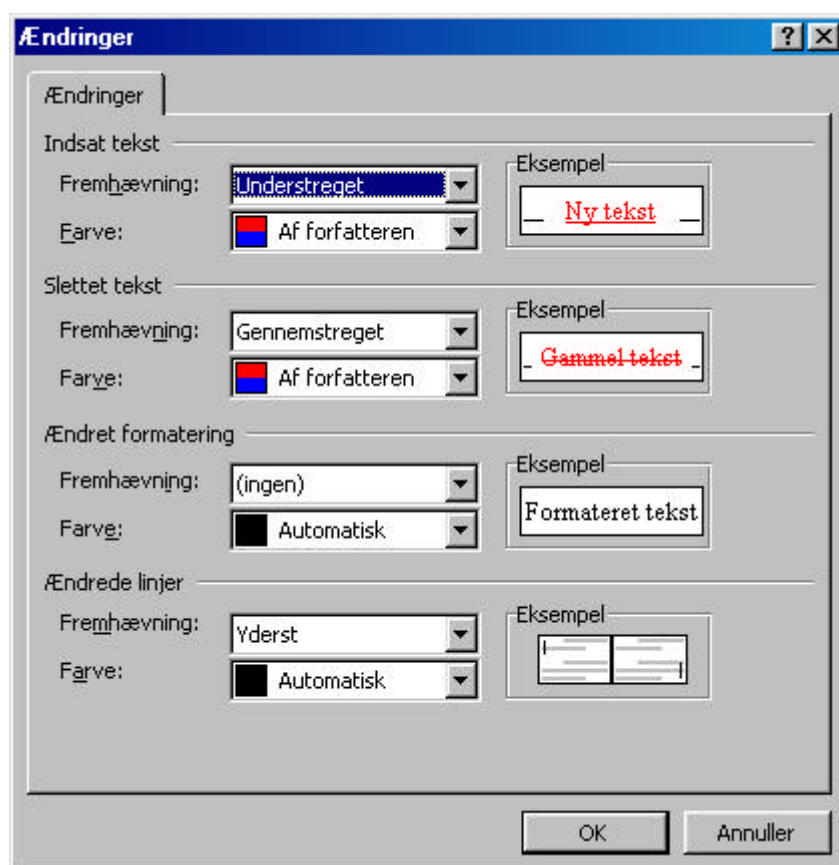 Ændringer
Ændringer
Indsat tekst
Fremhævning: Understreget
Eksempel
Ny tekst
Farve: Af forfatteren
Slettet tekst
Fremhævning: Gennemstreget
Eksempel
Gammel tekst
Farve: Af forfatteren
Ændret formatering
Fremhævning: (ingen)
Eksempel
Formateret tekst
Farve: Automatisk
Ændrede linjer
Fremhævning: Yderst
Eksempel
Farve: Automatisk
OK Annuller